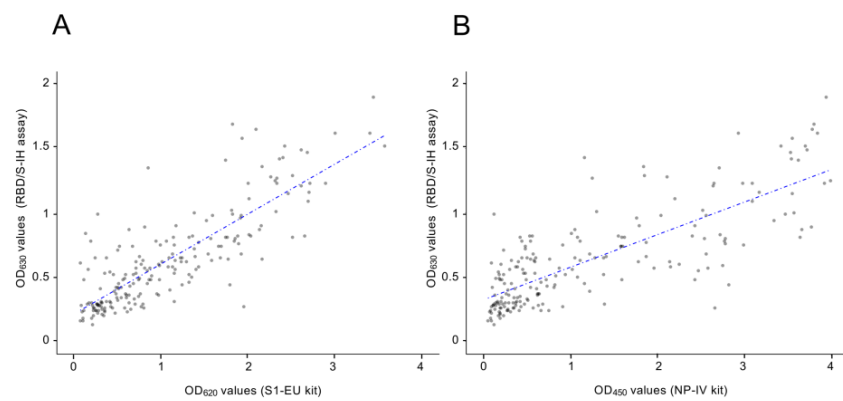 A
B
OD630 values (RBD/S-IH assay)
2
1.5
1
0.5
0
0 1 2 3 4
OD620 values (S1-EU kit)
OD630 values (RBD/S-IH assay)
2
1.5
1
0.5
0
0 1 2 3 4
OD450 values (NP-IV kit)